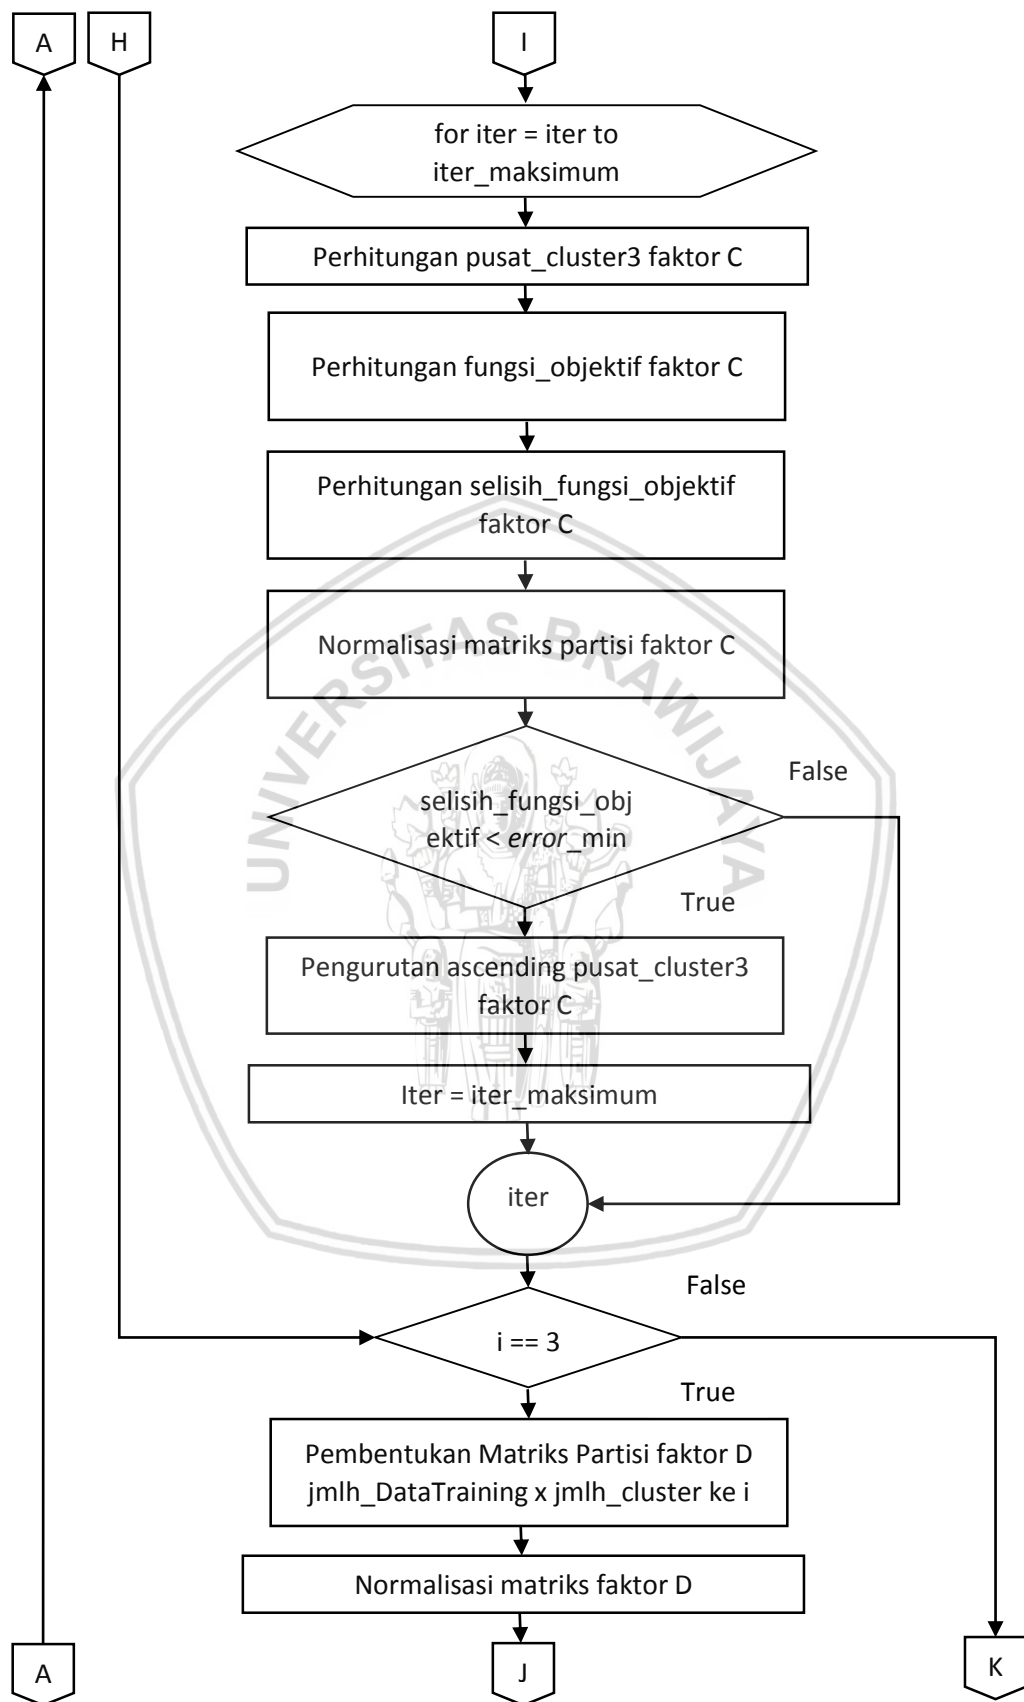 A
H
I
for iter = iter to
iter_maksimum
Perhitungan pusat_cluster3 faktor C
Perhitungan fungsi_objektif faktor C
Perhitungan selisih_fungsi_objektif
faktor C
Normalisasi matriks partisi faktor C
UNIVERSITAS BRAWIJAYA
False
selisih_fungsi_obj
ektif < error_min
True
Pengurutan ascending pusat_cluster3
faktor C
Iter = iter_maksimum
iter
False
i == 3
True
Pembentukan Matriks Partisi faktor D
jmlh_DataTraining x jmlh_cluster ke i
Normalisasi matriks faktor D
A
J
K